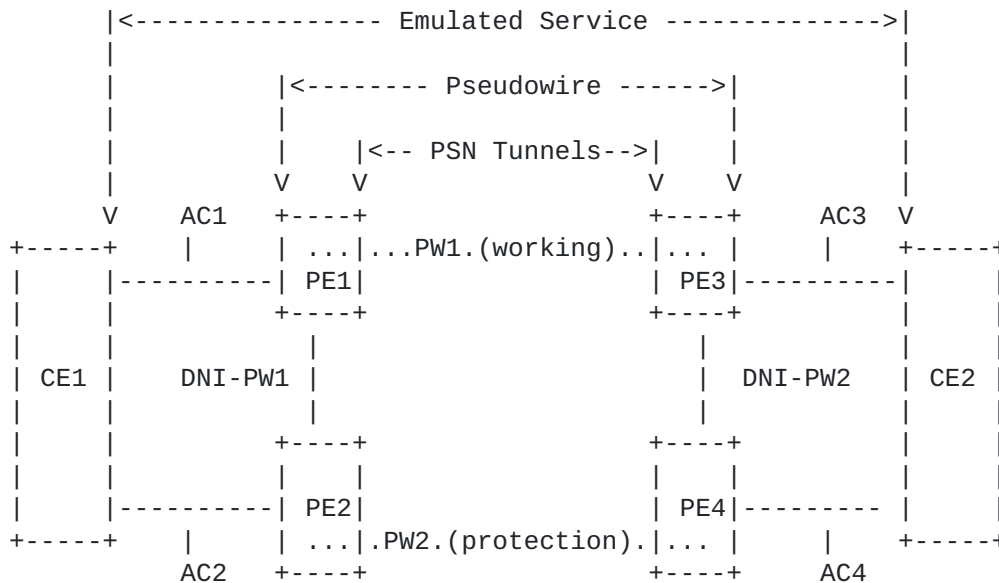 |<---------------- Emulated Service -------------->|
|                                                  |
|          |<-------- Pseudowire ------>|          |
|          |                            |          |
|          |    |<-- PSN Tunnels-->|    |          |
|          V    V                  V    V          |
V    AC1   +----+                  +----+     AC3  V
+-----+    |     | ...|...PW1.(working)..|... |     |    +-----+
|     |----------| PE1|                  | PE3|----------|     |
|     |          +----+                  +----+          |     |
|     |            |                        |            |     |
| CE1 |    DNI-PW1 |                        |  DNI-PW2   | CE2 |
|     |            |                        |            |     |
|     |          +----+                  +----+          |     |
|     |          |    |                  |    |          |     |
|     |----------| PE2|                  | PE4|--------- |     |
+-----+    |     | ...|.PW2.(protection).|... |     |    +-----+
AC2   +----+                  +----+     AC4